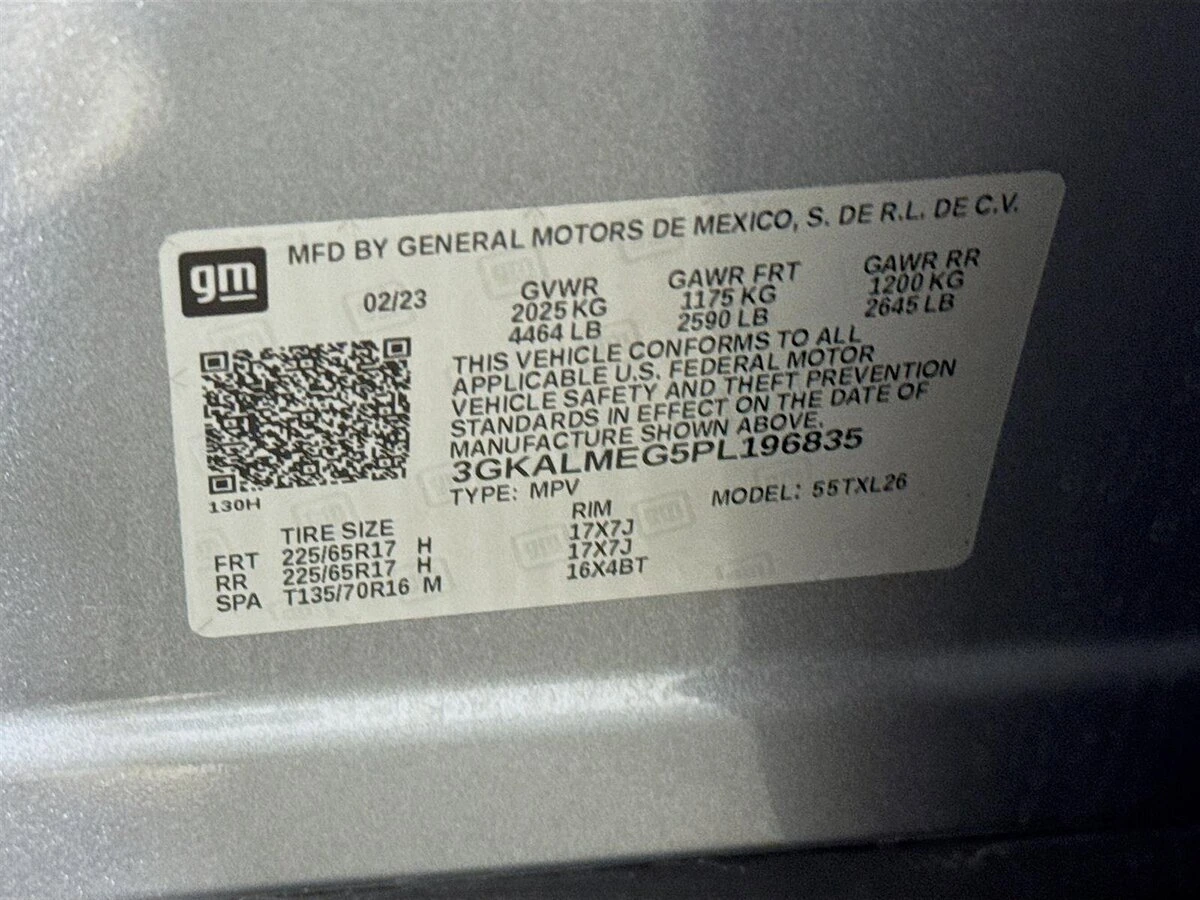 gm
MFD BY GENERAL MOTORS DE MEXICO, S. DE R.L. DE C.V.
02/23
GVWR
2025 KG
4464 LB
GAWR FRT
1175 KG
2590 LB
GAWR RR
1200 KG
2645 LB
THIS VEHICLE CONFORMS TO ALL
APPLICABLE U.S. FEDERAL MOTOR
VEHICLE SAFETY AND THEFT PREVENTION
STANDARDS IN EFFECT ON THE DATE OF
MANUFACTURE SHOWN ABOVE.
3GKALMEG5PL196835
TYPE: MPV MODEL: 55TXL26
130H
TIRE SIZE RIM
FRT 225/65R17 H 17X7J
RR 225/65R17 H 17X7J
SPA T135/70R16 M 16X4BT